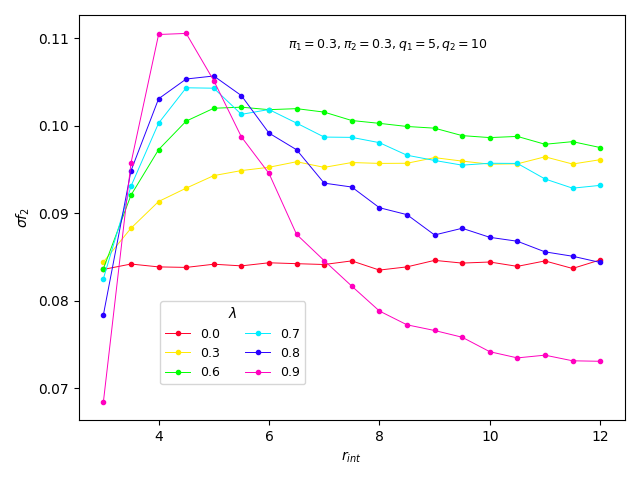 π₁ = 0.3, π₂ = 0.3, q₁ = 5, q₂ = 10
0.11
0.10
0.09
0.08
0.07
σf₂
λ
0.0 0.7
0.3 0.8
0.6 0.9
4 6 8 10 12
r_int